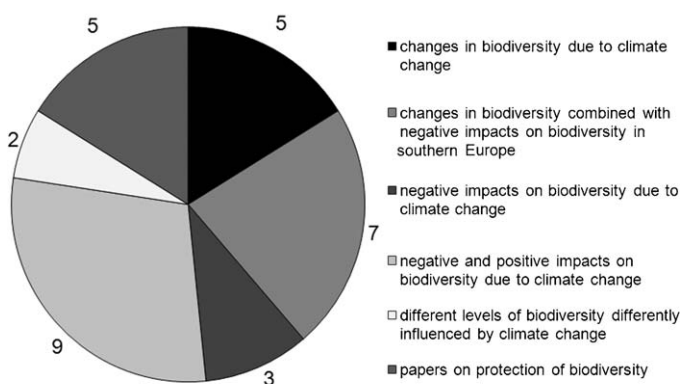 5
5
2
7
9
3
changes in biodiversity due to climate
change
changes in biodiversity combined with
negative impacts on biodiversity in
southern Europe
negative impacts on biodiversity due to
climate change
negative and positive impacts on
biodiversity due to climate change
different levels of biodiversity differently
influenced by climate change
papers on protection of biodiversity